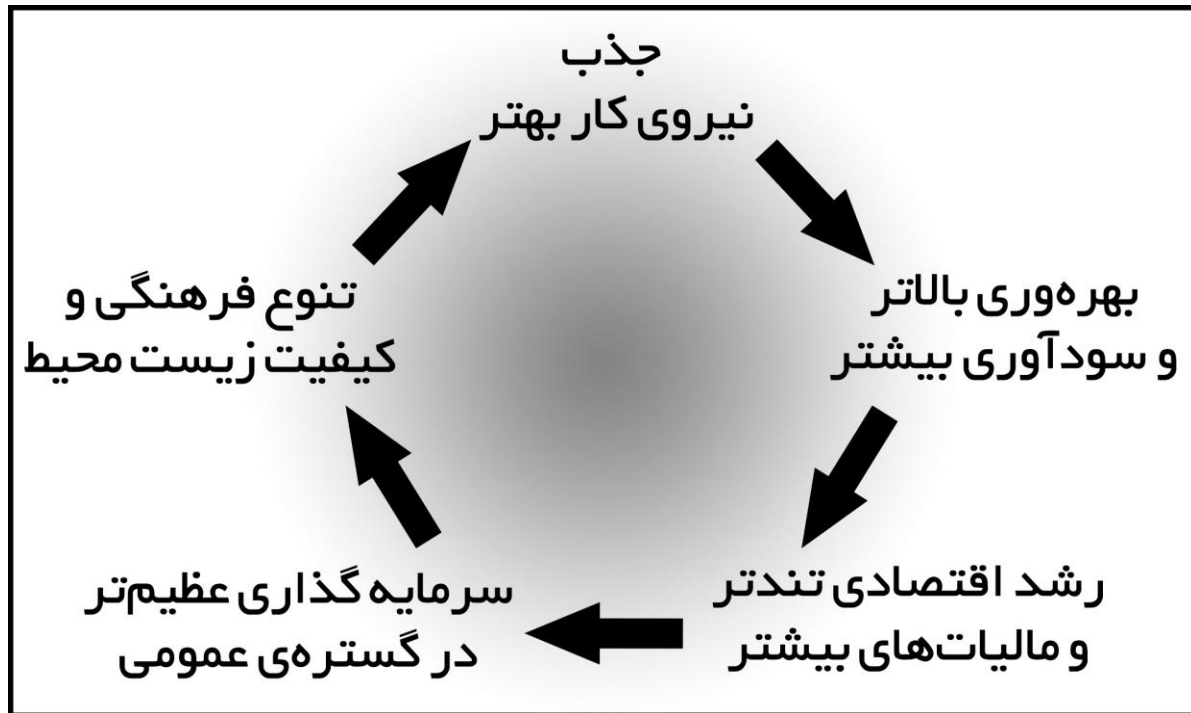 جذب
نیروی کار بهتر
بهره‌وری بالاتر
و سودآوری بیشتر
رشد اقتصادی تندتر
و مالیات‌های بیشتر
سرمایه گذاری عظیم‌تر
در گستره‌ی عمومی
تنوع فرهنگی و
کیفیت زیست محیط